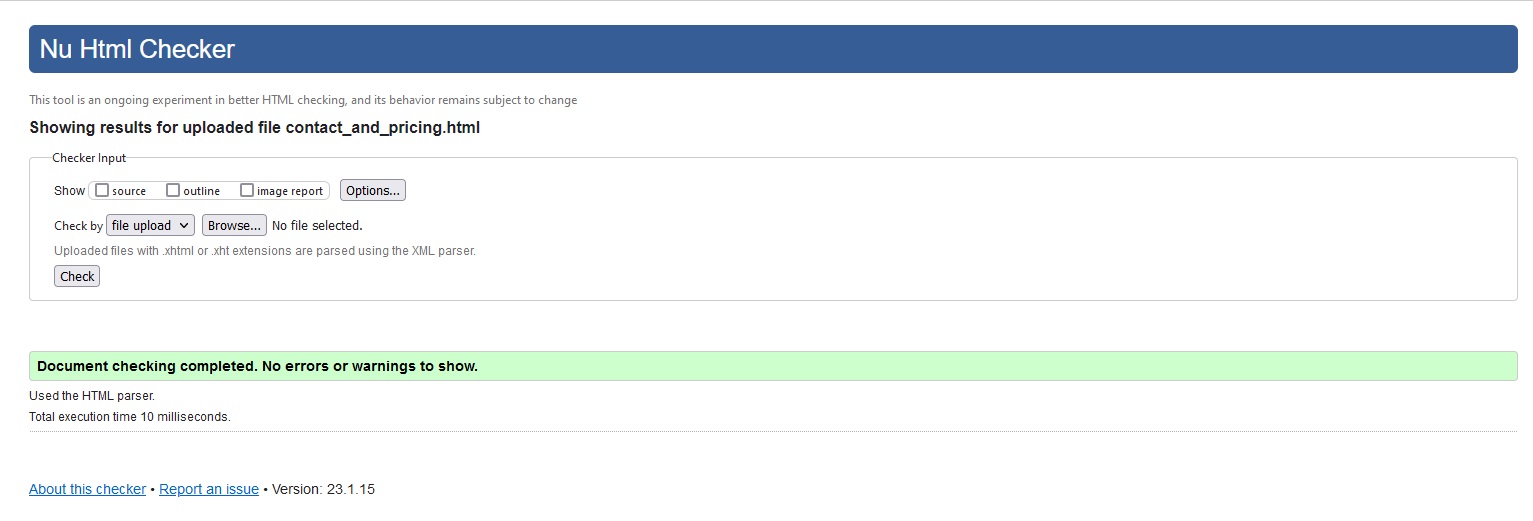 Nu Html Checker
This tool is an ongoing experiment in better HTML checking, and its behavior remains subject to change
Showing results for uploaded file contact_and_pricing.html
Checker Input
Show source outline image report Options...
Check by file upload Browse... No file selected.
Uploaded files with .xhtml or .xht extensions are parsed using the XML parser.
Check
Document checking completed. No errors or warnings to show.
Used the HTML parser.
Total execution time 10 milliseconds.
About this checker • Report an issue • Version: 23.1.15